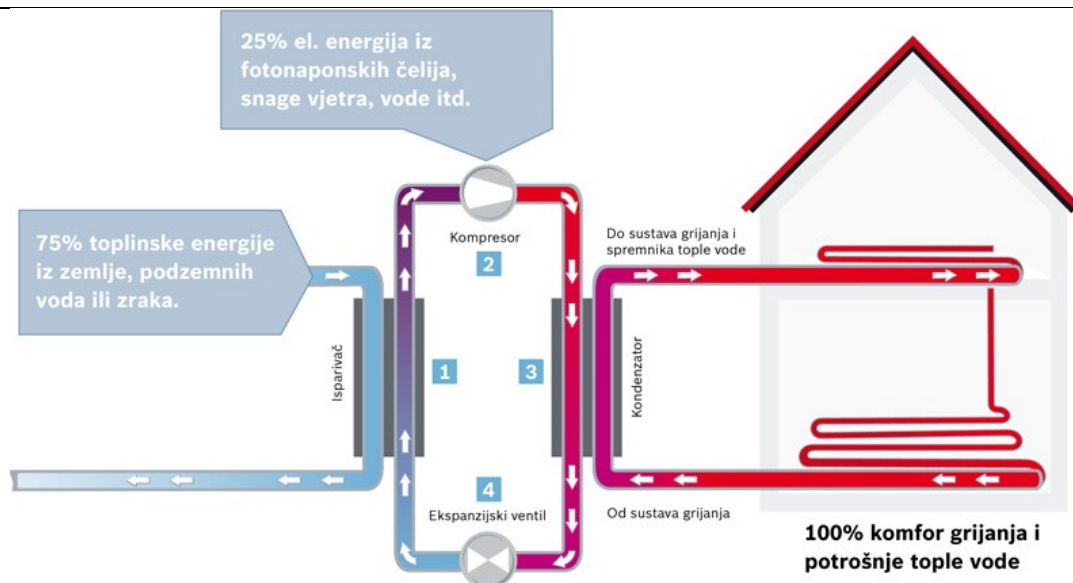 25% el. energija iz
fotonaponskih čelija,
snage vjetra, vode itd.
75% toplinske energije
iz zemlje, podzemnih
voda ili zraka.
Kompresor
2
Do sustava grijanja i
spremnika tople vode
Isparivač
1
3
Kondenzator
4
Ekspanzijski ventil
Od sustava grijanja
100% komfor grijanja i
potrošnje tople vode